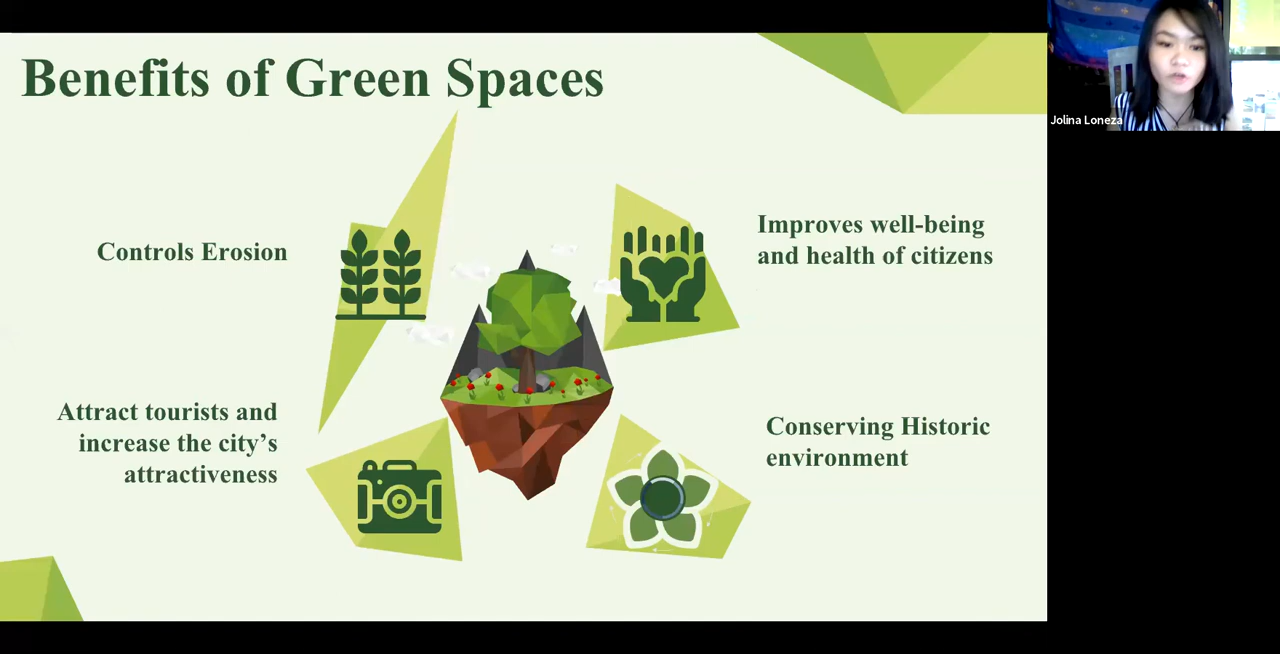 Benefits of Green Spaces
Jolina Loneza
Controls Erosion
Improves well-being
and health of citizens
Attract tourists and
increase the city's
attractiveness
Conserving Historic
environment